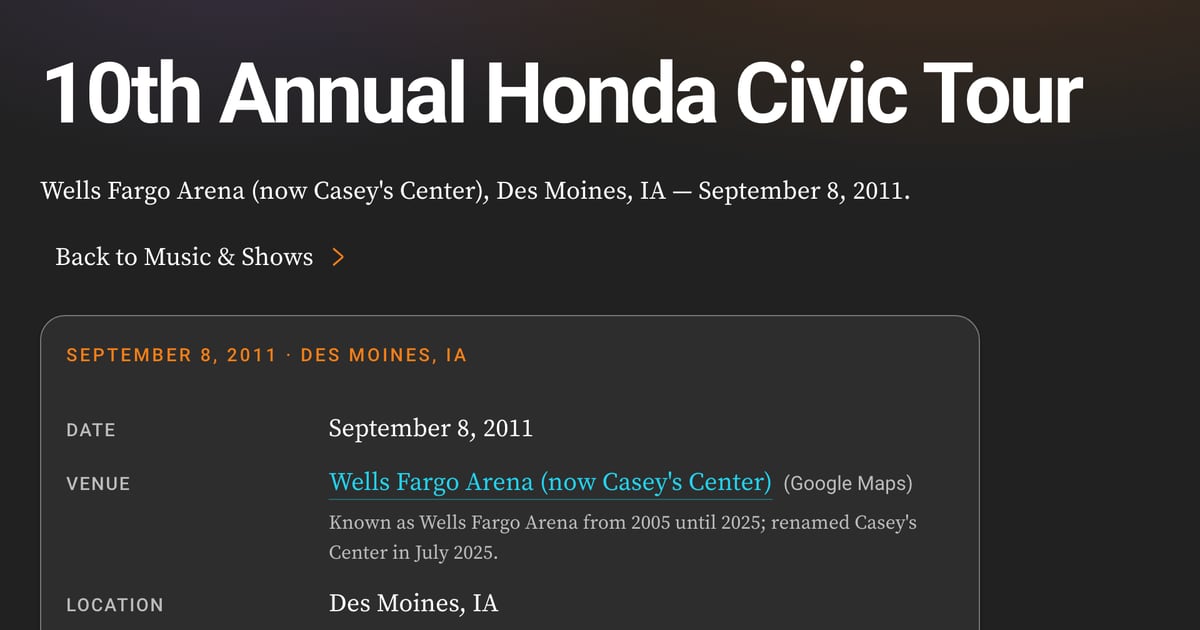 10th Annual Honda Civic Tour
Wells Fargo Arena (now Casey's Center), Des Moines, IA — September 8, 2011.
Back to Music & Shows
SEPTEMBER 8, 2011 · DES MOINES, IA
DATE September 8, 2011
VENUE Wells Fargo Arena (now Casey's Center) (Google Maps)
Known as Wells Fargo Arena from 2005 until 2025; renamed Casey's
Center in July 2025.
LOCATION Des Moines, IA